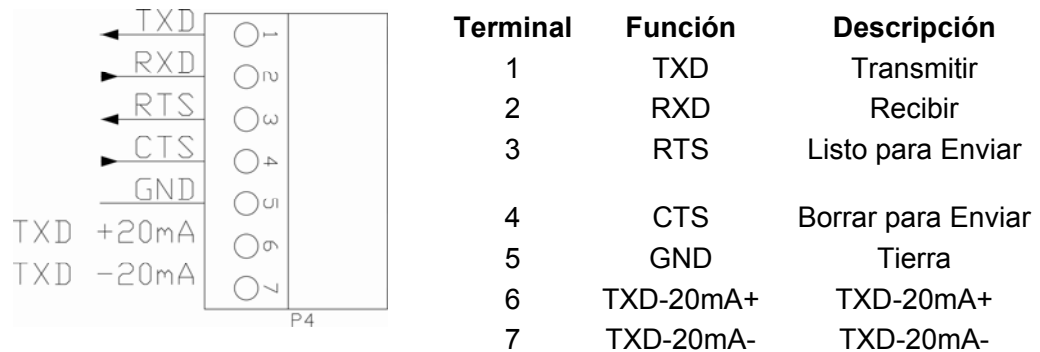 TXD
RXD
RTS
CTS
GND
TXD +20mA
TXD -20mA
1
2
3
4
5
6
7
P4
Terminal Función Descripción
1 TXD Transmitir
2 RXD Recibir
3 RTS Listo para Enviar
4 CTS Borrar para Enviar
5 GND Tierra
6 TXD-20mA+ TXD-20mA+
7 TXD-20mA- TXD-20mA-